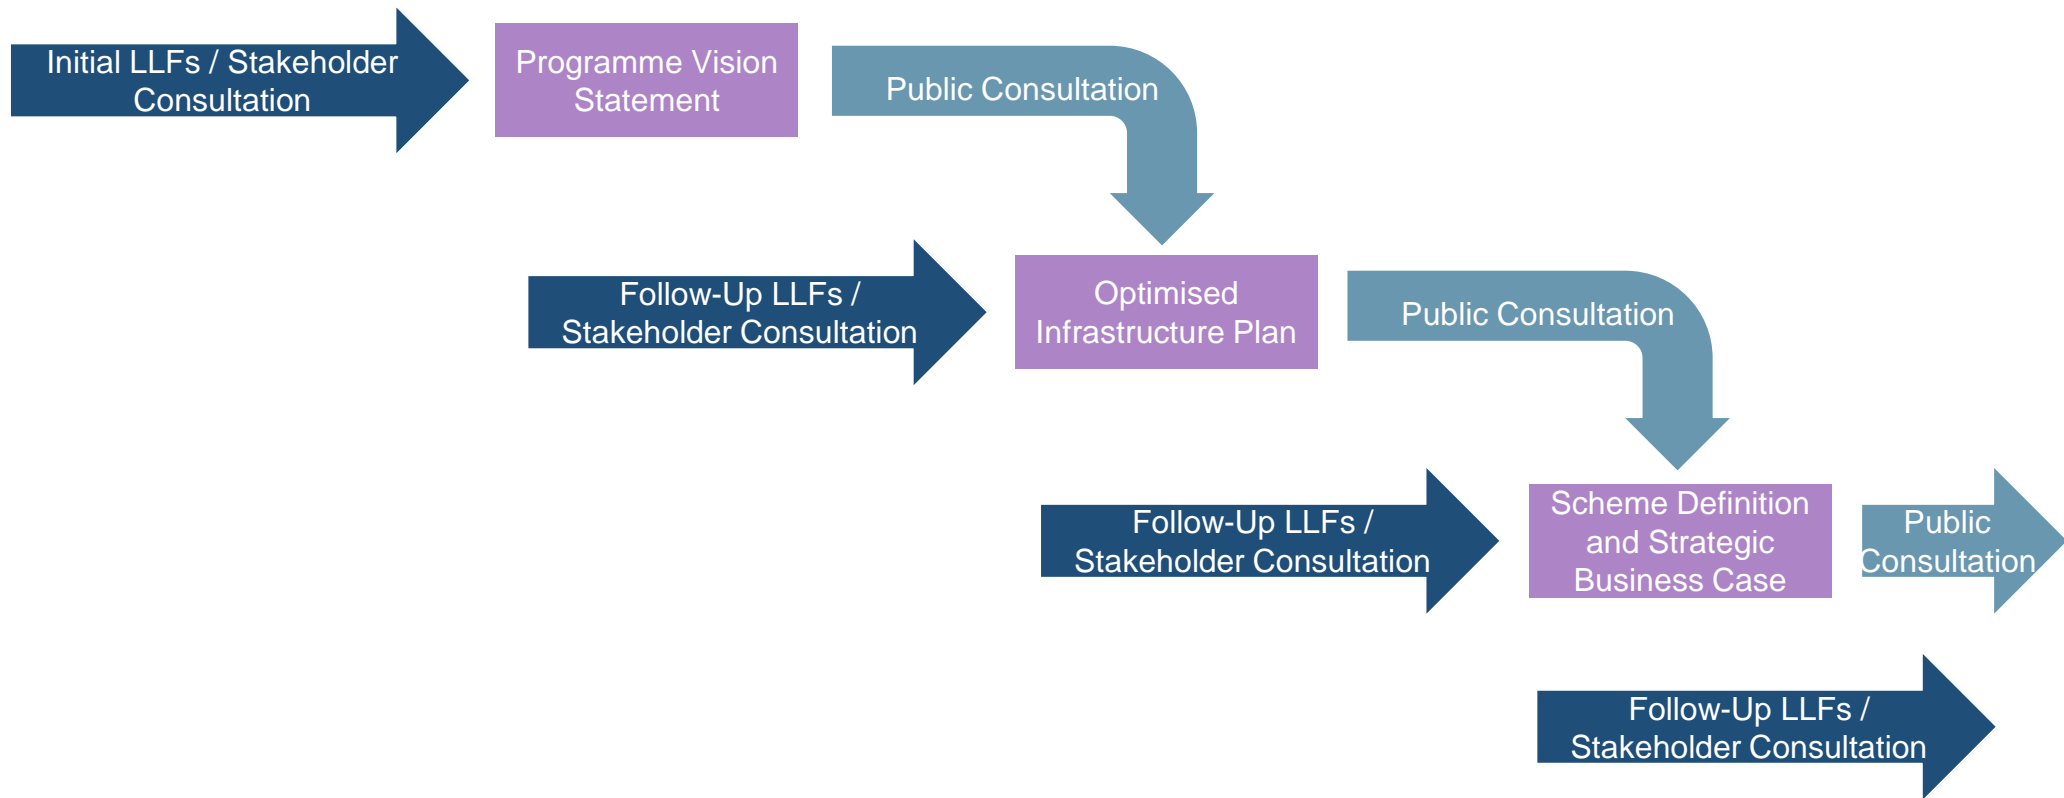 Initial LLFs / Stakeholder
Consultation
Programme Vision
Statement
Public Consultation
Follow-Up LLFs /
Stakeholder Consultation
Optimised
Infrastructure Plan
Public Consultation
Follow-Up LLFs /
Stakeholder Consultation
Scheme Definition
and Strategic
Business Case
Public
Consultation
Follow-Up LLFs /
Stakeholder Consultation